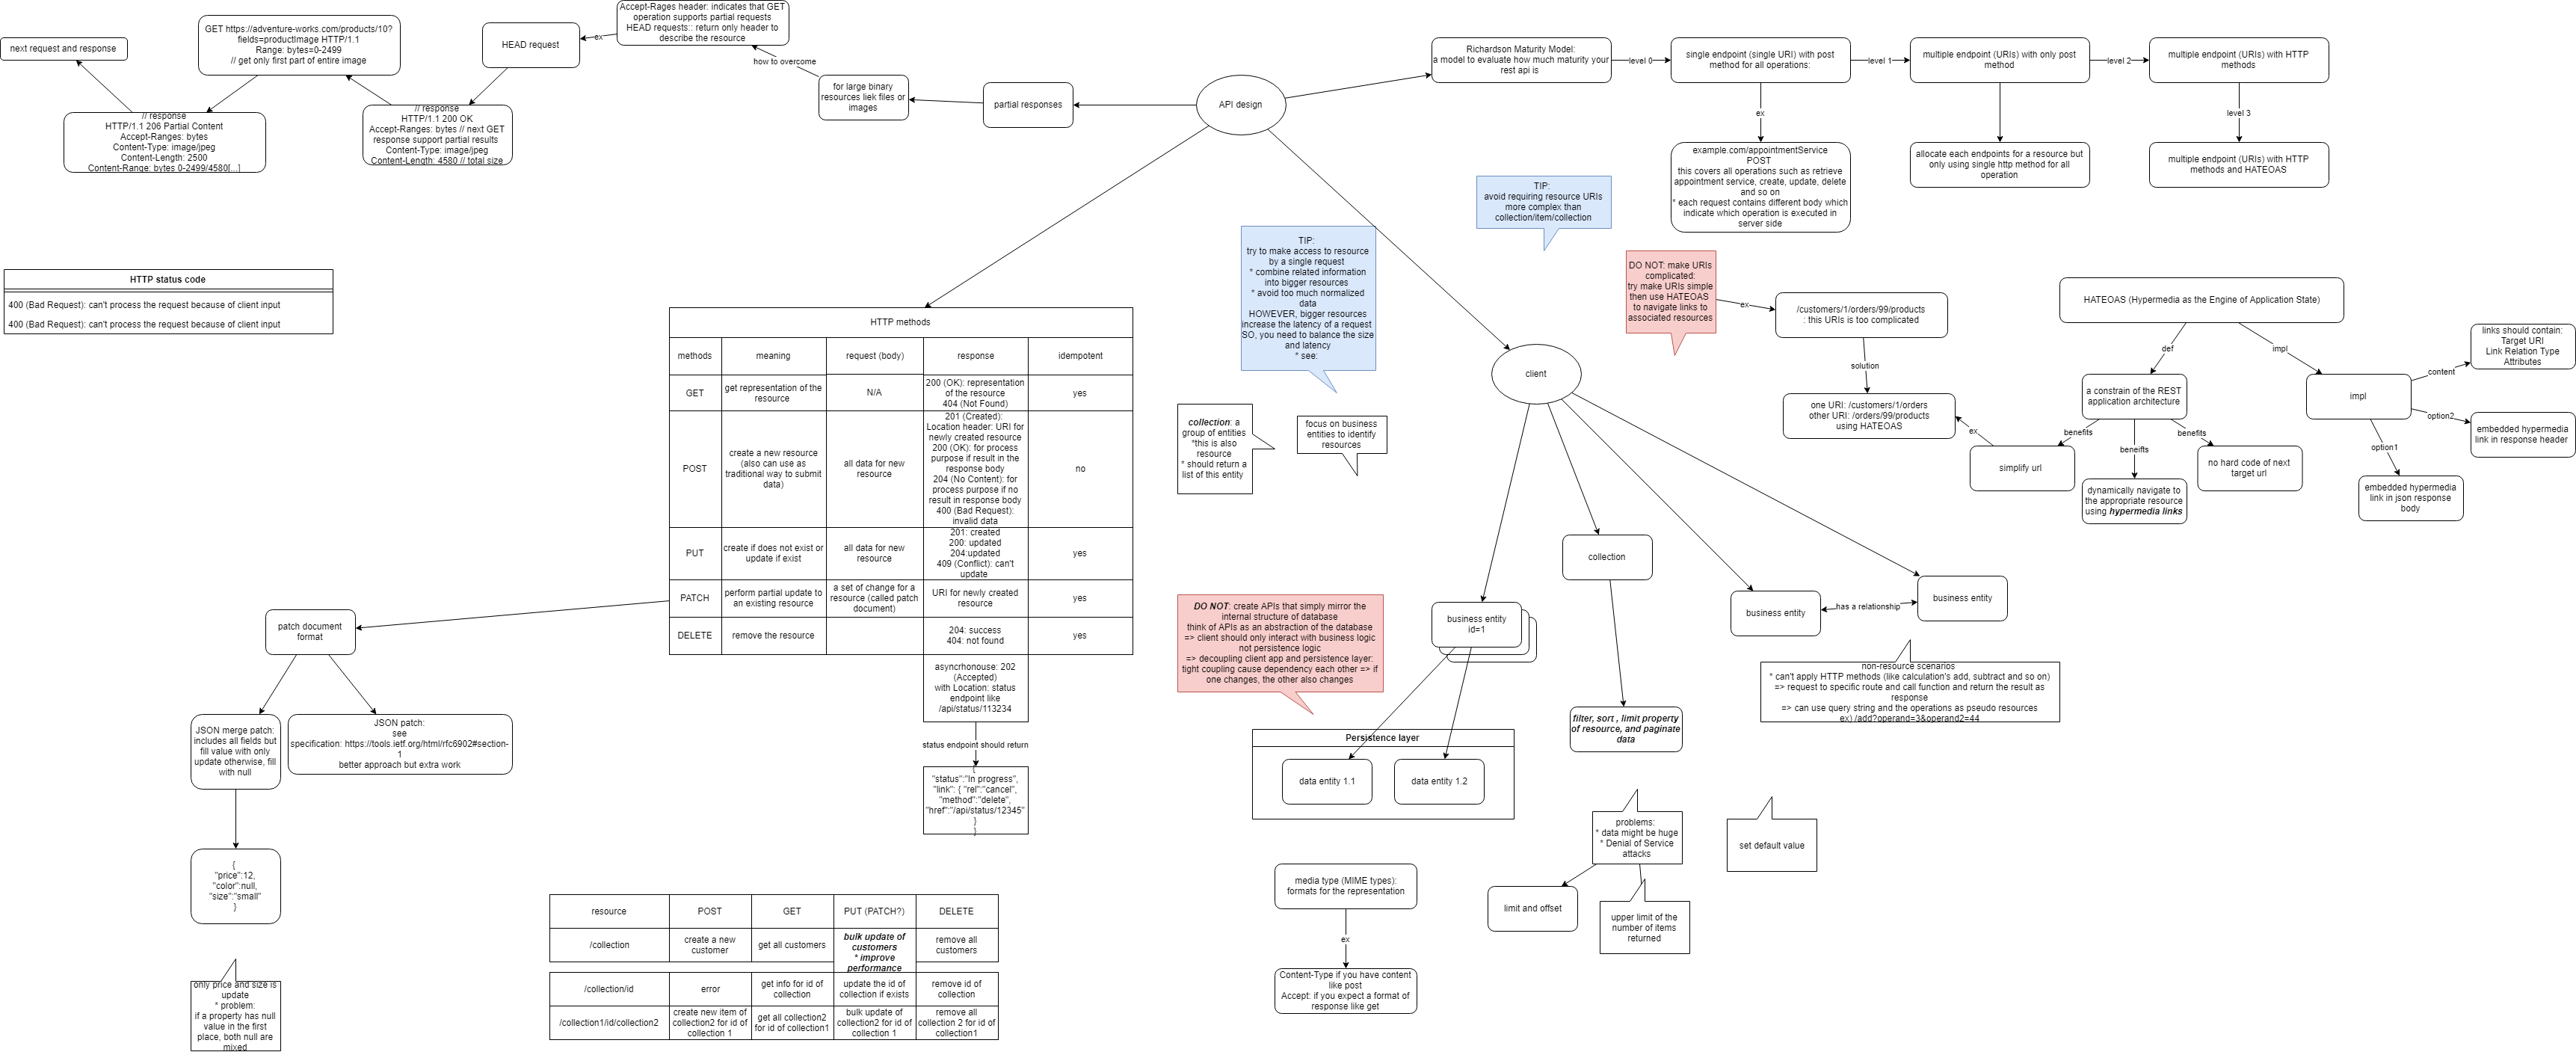 Accept-Rages header: indicates that GET
operation supports partial requests
HEAD requests:: return only header to
describe the resource
ex
HEAD request
GET https://adventure-works.com/products/10?
fields=productImage HTTP/1.1
Range: bytes=0-2499
// get only first part of entire image
next request and response
// response
HTTP/1.1 206 Partial Content
Accept-Ranges: bytes
Content-Type: image/jpeg
Content-Length: 2500
Content-Range: bytes 0-2499/4580[...]
// response
HTTP/1.1 200 OK
Accept-Ranges: bytes // next GET
response support partial results
Content-Type: image/jpeg
Content-Length: 4580 // total size
how to overcome
for large binary
resources liek files or
images
partial responses
API design
Richardson Maturity Model:
a model to evaluate how much maturity your
rest api is
level 0
single endpoint (single URI) with post
method for all operations:
level 1
multiple endpoint (URIs) with only post
method
level 2
multiple endpoint (URIs) with HTTP
methods
ex
level 3
example.com/appointmentService
POST
this covers all operations such as retrieve
appointment service, create, update, delete
and so on
* each request contains different body which
indicate which operation is executed in
server side
allocate each endpoints for a resource but
only using single http method for all
operation
multiple endpoint (URIs) with HTTP
methods and HATEOAS
TIP:
avoid requiring resource URIs
more complex than
collection/item/collection
TIP:
try to make access to resource
by a single request
* combine related information
into bigger resources
* avoid too much normalized
data
HOWEVER, bigger resources
increase the latency of a request
SO, you need to balance the size
and latency
* see:
DO NOT: make URIs
complicated:
try make URIs simple
then use HATEOAS
to navigate links to
associated resources
ex
/customers/1/orders/99/products
: this URIs is too complicated
solution
one URI: /customers/1/orders
other URI: /orders/99/products
using HATEOAS
HATEOAS (Hypermedia as the Engine of Application State)
def
impl
a constrain of the REST
application architecture
impl
content
links should contain:
Target URI
Link Relation Type
Attributes
option2
embedded hypermedia
link in response header
option1
embedded hypermedia
link in json response
body
benefits
beneifts
benefits
ex
simplify url
dynamically navigate to
the appropriate resource
using hypermedia links
no hard code of next
target url
HTTP status code
400 (Bad Request): can't process the request because of client input
400 (Bad Request): can't process the request because of client input
HTTP methods
methods
meaning
request (body)
response
idempotent
GET
get representation of the
resource
N/A
200 (OK): representation
of the resource
404 (Not Found)
yes
POST
create a new resource
(also can use as
traditional way to submit
data)
all data for new
resource
201 (Created):
Location header: URI for
newly created resource
200 (OK): for process
purpose if result in the
response body
204 (No Content): for
process purpose if no
result in response body
400 (Bad Request):
invalid data
no
PUT
create if does not exist or
update if exist
all data for new
resource
201: created
200: updated
204:updated
409 (Conflict): can't
update
yes
PATCH
perform partial update to
an existing resource
a set of change for a
resource (called patch
document)
URI for newly created
resource
yes
DELETE
remove the resource
204: success
404: not found
yes
asyncrhonouse: 202
(Accepted)
with Location: status
endpoint like
/api/status/113234
status endpoint should return
{
"status":"In progress",
"link": { "rel":"cancel",
"method":"delete",
"href":"/api/status/12345"
}
}
client
collection: a
group of entities
*this is also
resource
* should return a
list of this entity
focus on business
entities to identify
resources
collection
business entity
id=1
business entity
has a relationship
business entity
DO NOT: create APIs that simply mirror the
internal structure of database
think of APIs as an abstraction of the database
=> client should only interact with business logic
not persistence logic
=> decoupling client app and persistence layer:
tight coupling cause dependency each other => if
one changes, the other also changes
non-resource scenarios
* can't apply HTTP methods (like calculation's add, subtract and so on)
=> request to specific route and call function and return the result as
response
=> can use query string and the operations as pseudo resources
ex) /add?operand=3&operand2=44
filter, sort , limit property
of resource, and paginate
data
Persistence layer
data entity 1.1
data entity 1.2
problems:
* data might be huge
* Denial of Service
attacks
set default value
limit and offset
upper limit of the
number of items
returned
media type (MIME types):
formats for the representation
ex
Content-Type if you have content
like post
Accept: if you expect a format of
response like get
patch document
format
JSON merge patch:
includes all fields but
fill value with only
update otherwise, fill
with null
JSON patch:
see
specification: https://tools.ietf.org/html/rfc6902#section-
1
better approach but extra work
{
"price":12,
"color":null,
"size":"small"
}
only price and size is
update
* problem:
if a property has null
value in the first
place, both null are
mixed
resource
POST
GET
PUT (PATCH?)
DELETE
/collection
create a new
customer
get all customers
bulk update of
customers
* improve
performance
remove all
customers
/collection/id
error
get info for id of
collection
update the id of
collection if exists
remove id of
collection
/collection1/id/collection2
create new item of
collection2 for id of
collection 1
get all collection2
for id of collection1
bulk update of
collection2 for id of
collection 1
remove all
collection 2 for id of
collection1